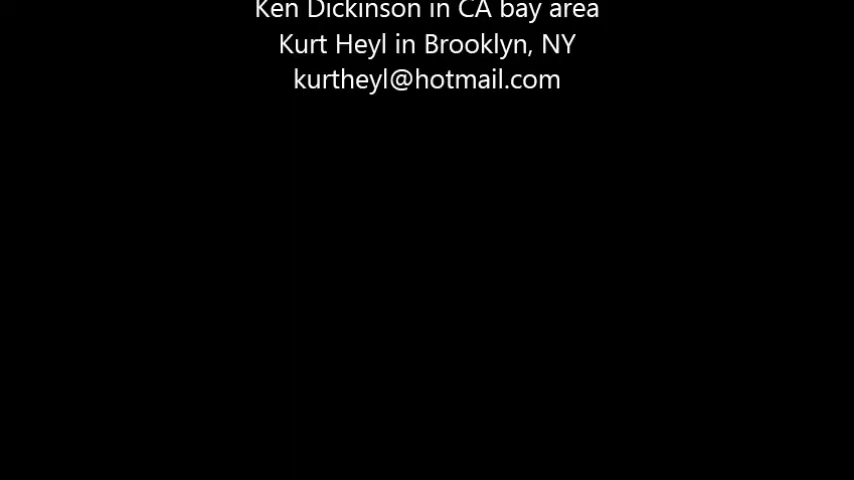 Ken Dickinson in CA bay area
Kurt Heyl in Brooklyn, NY
kurtheyl@hotmail.com